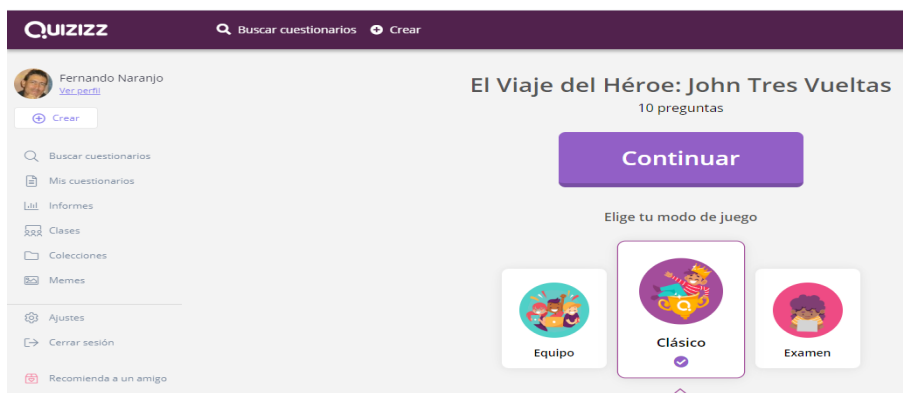 QUIZIZZ
Buscar cuestionarios Crear
Fernando Naranjo
Ver perfil
Crear
Buscar cuestionarios
Mis cuestionarios
Informes
Clases
Colecciones
Memes
Ajustes
Cerrar sesión
Recomienda a un amigo
El Viaje del Héroe: John Tres Vueltas
10 preguntas
Continuar
Elige tu modo de juego
Equipo
Clásico
Examen